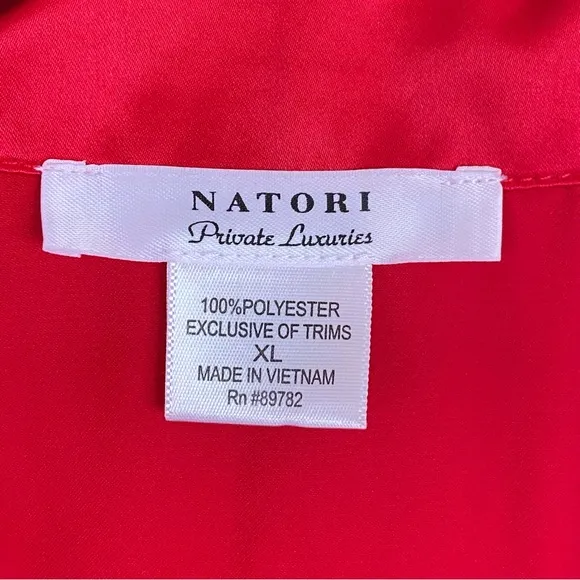 NATORI
Private Luxuries
100%POLYESTER
EXCLUSIVE OF TRIMS
XL
MADE IN VIETNAM
Rn #89782